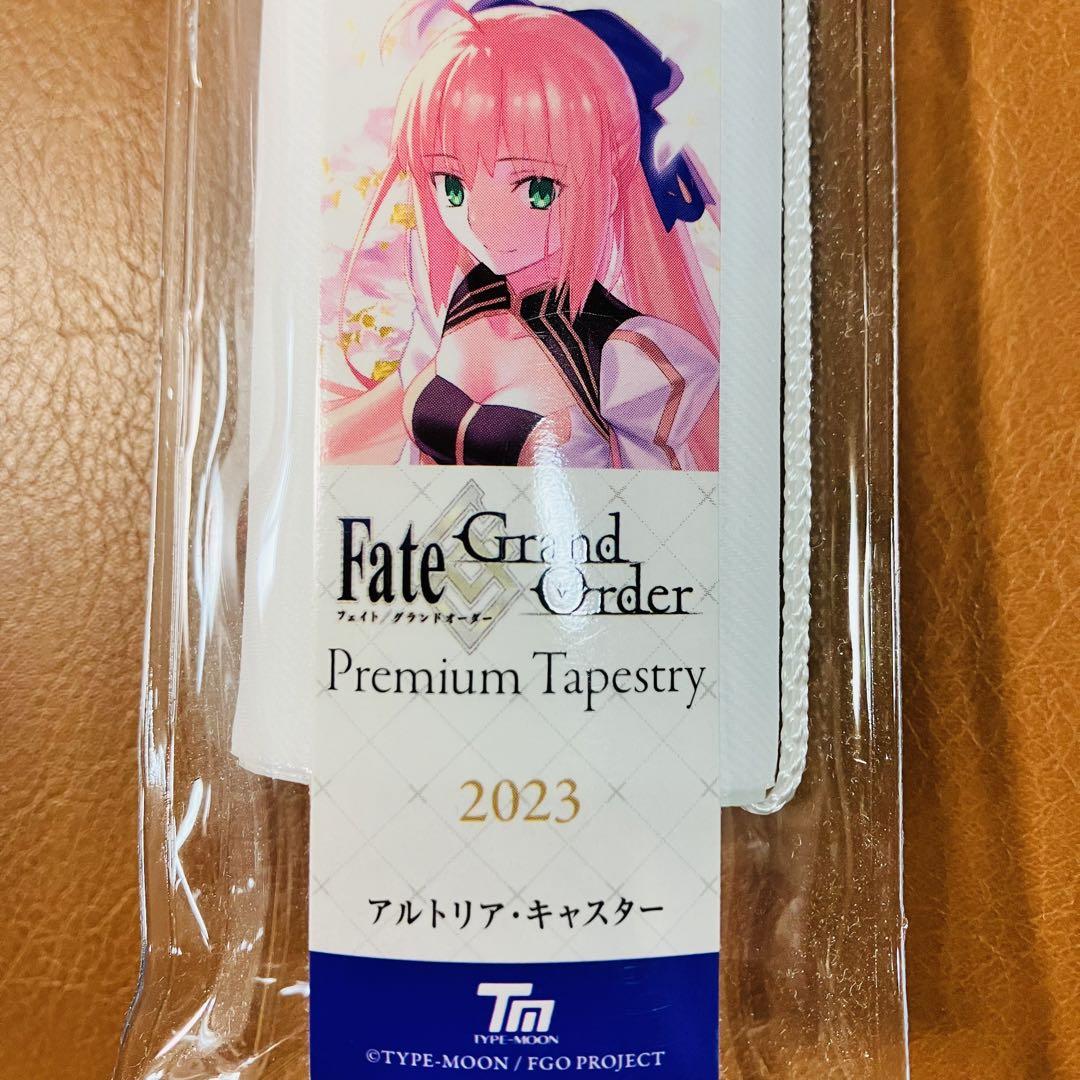 Fate Grand
Order
フェイト/グランドオーダー
Premium Tapestry
2023
アルトリア・キャスター
TM
TYPE-MOON
©TYPE-MOON / FGO PROJECT